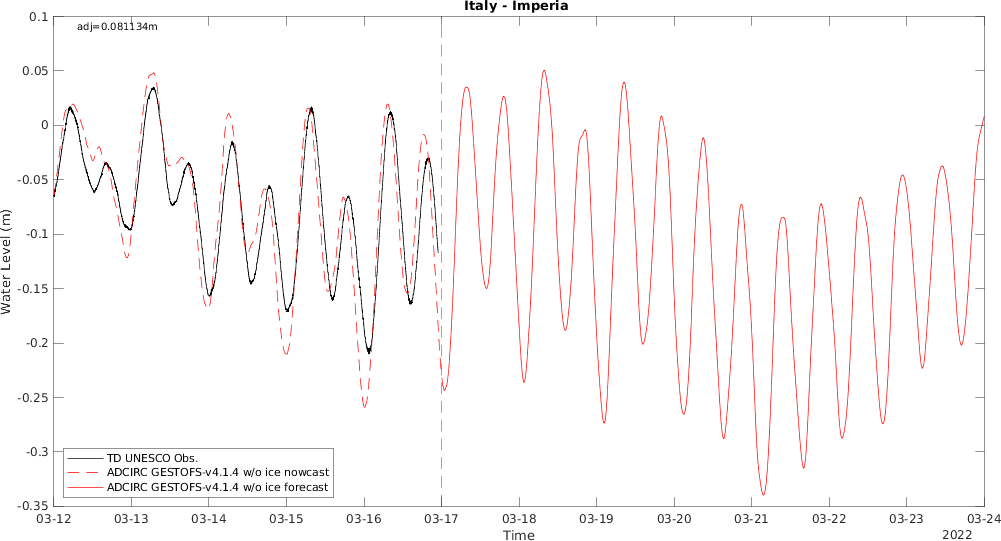 Italy - Imperia
adj=0.081134m
0.1
0.05
0
-0.05
-0.1
-0.15
-0.2
-0.25
-0.3
-0.35
Water Level (m)
TD UNESCO Obs.
ADCIRC GESTOFS-v4.1.4 w/o ice nowcast
ADCIRC GESTOFS-v4.1.4 w/o ice forecast
03-12 03-13 03-14 03-15 03-16 03-17 03-18 03-19 03-20 03-21 03-22 03-23 03-24
Time
2022